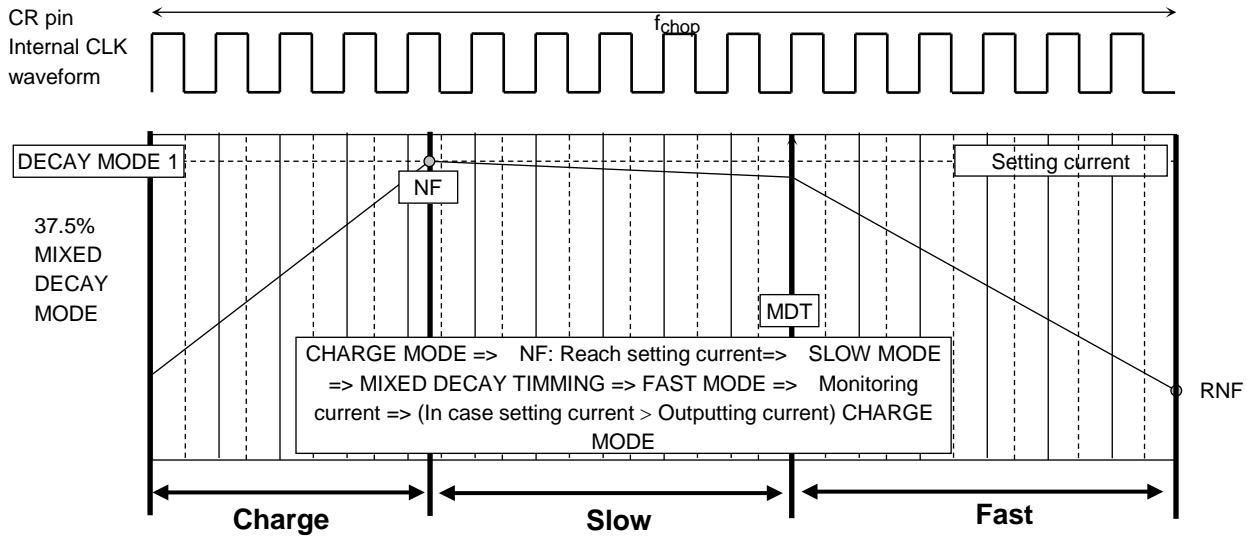 CR pin
Internal CLK
waveform
fchop
DECAY MODE 1
Setting current
NF
37.5%
MIXED
DECAY
MODE
MDT
CHARGE MODE => NF: Reach setting current=> SLOW MODE
=> MIXED DECAY TIMMING => FAST MODE => Monitoring
current => (In case setting current > Outputting current) CHARGE
MODE
RNF
Charge
Slow
Fast